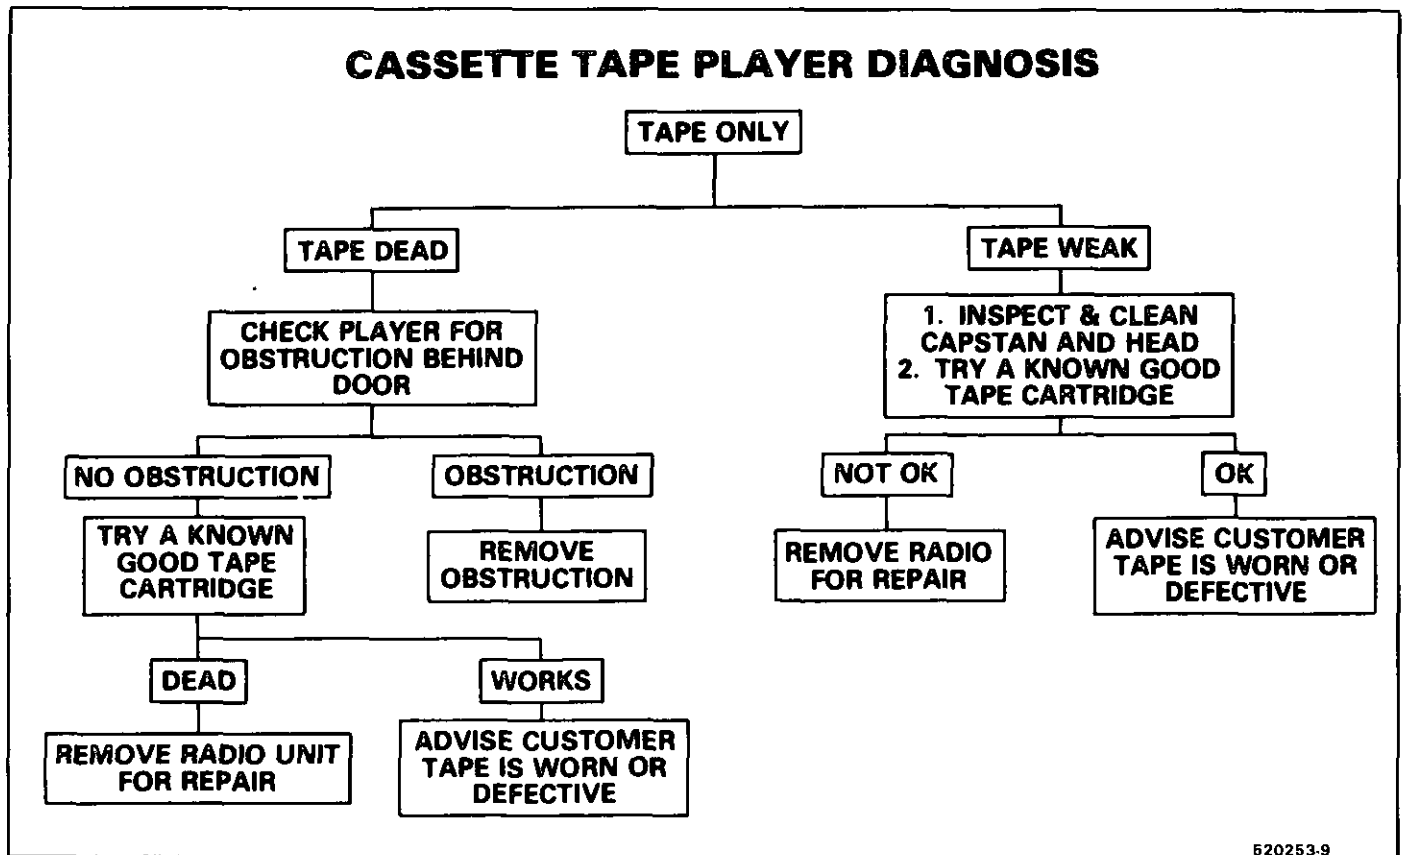 CASSETTE TAPE PLAYER DIAGNOSIS
TAPE ONLY
TAPE DEAD
TAPE WEAK
CHECK PLAYER FOR
OBSTRUCTION BEHIND
DOOR
1. INSPECT & CLEAN
CAPSTAN AND HEAD
2. TRY A KNOWN GOOD
TAPE CARTRIDGE
NO OBSTRUCTION
OBSTRUCTION
NOT OK
OK
TRY A KNOWN
GOOD TAPE
CARTRIDGE
REMOVE
OBSTRUCTION
REMOVE RADIO
FOR REPAIR
ADVISE CUSTOMER
TAPE IS WORN OR
DEFECTIVE
DEAD
WORKS
REMOVE RADIO UNIT
FOR REPAIR
ADVISE CUSTOMER
TAPE IS WORN OR
DEFECTIVE
520253-9